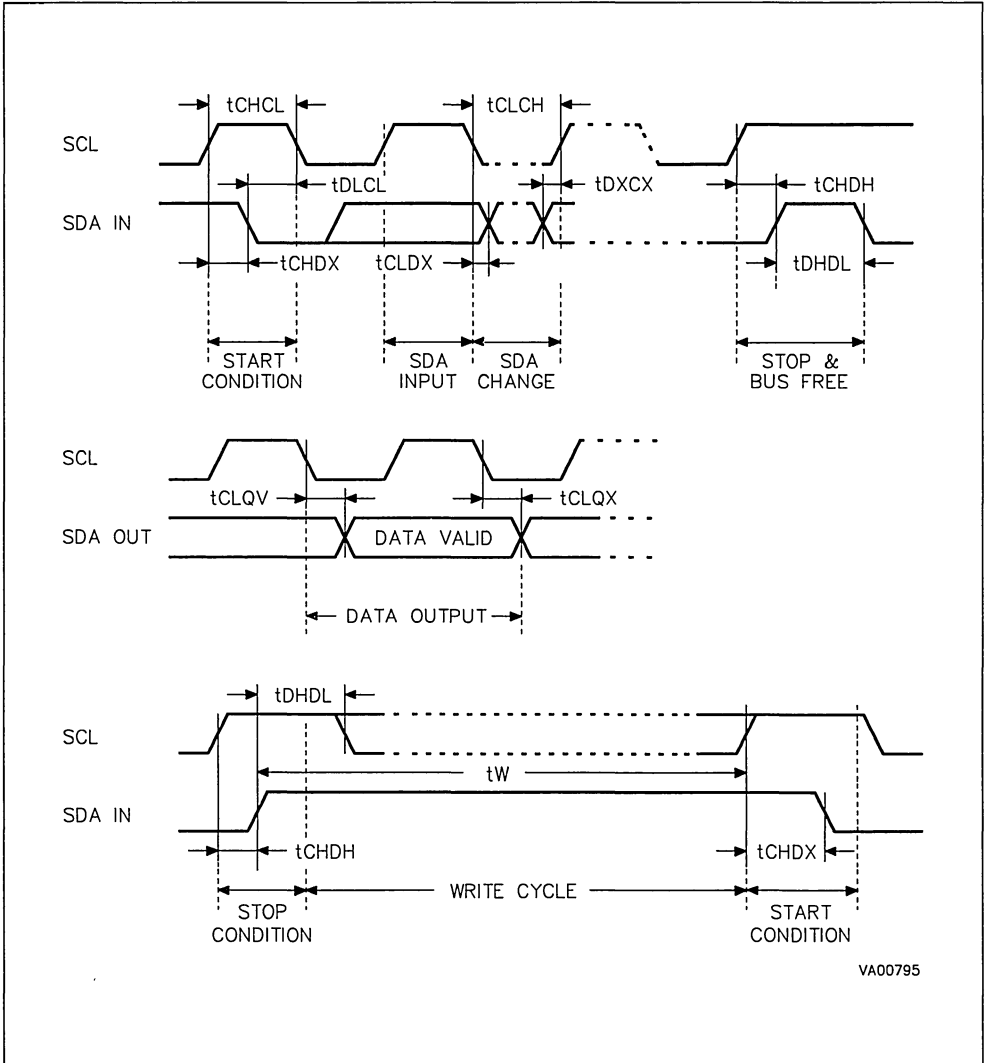 tCHCL
tCLCH
SCL
tDLCL
tDXCX
tCHDH
SDA IN
tCHDX
tCLDX
tDHDL
START
CONDITION
SDA
INPUT
SDA
CHANGE
STOP &
BUS FREE
SCL
tCLQV
tCLQX
SDA OUT
DATA VALID
DATA OUTPUT
tDHDL
SCL
tW
SDA IN
tCHDH
tCHDX
WRITE CYCLE
STOP
CONDITION
START
CONDITION
VA00795